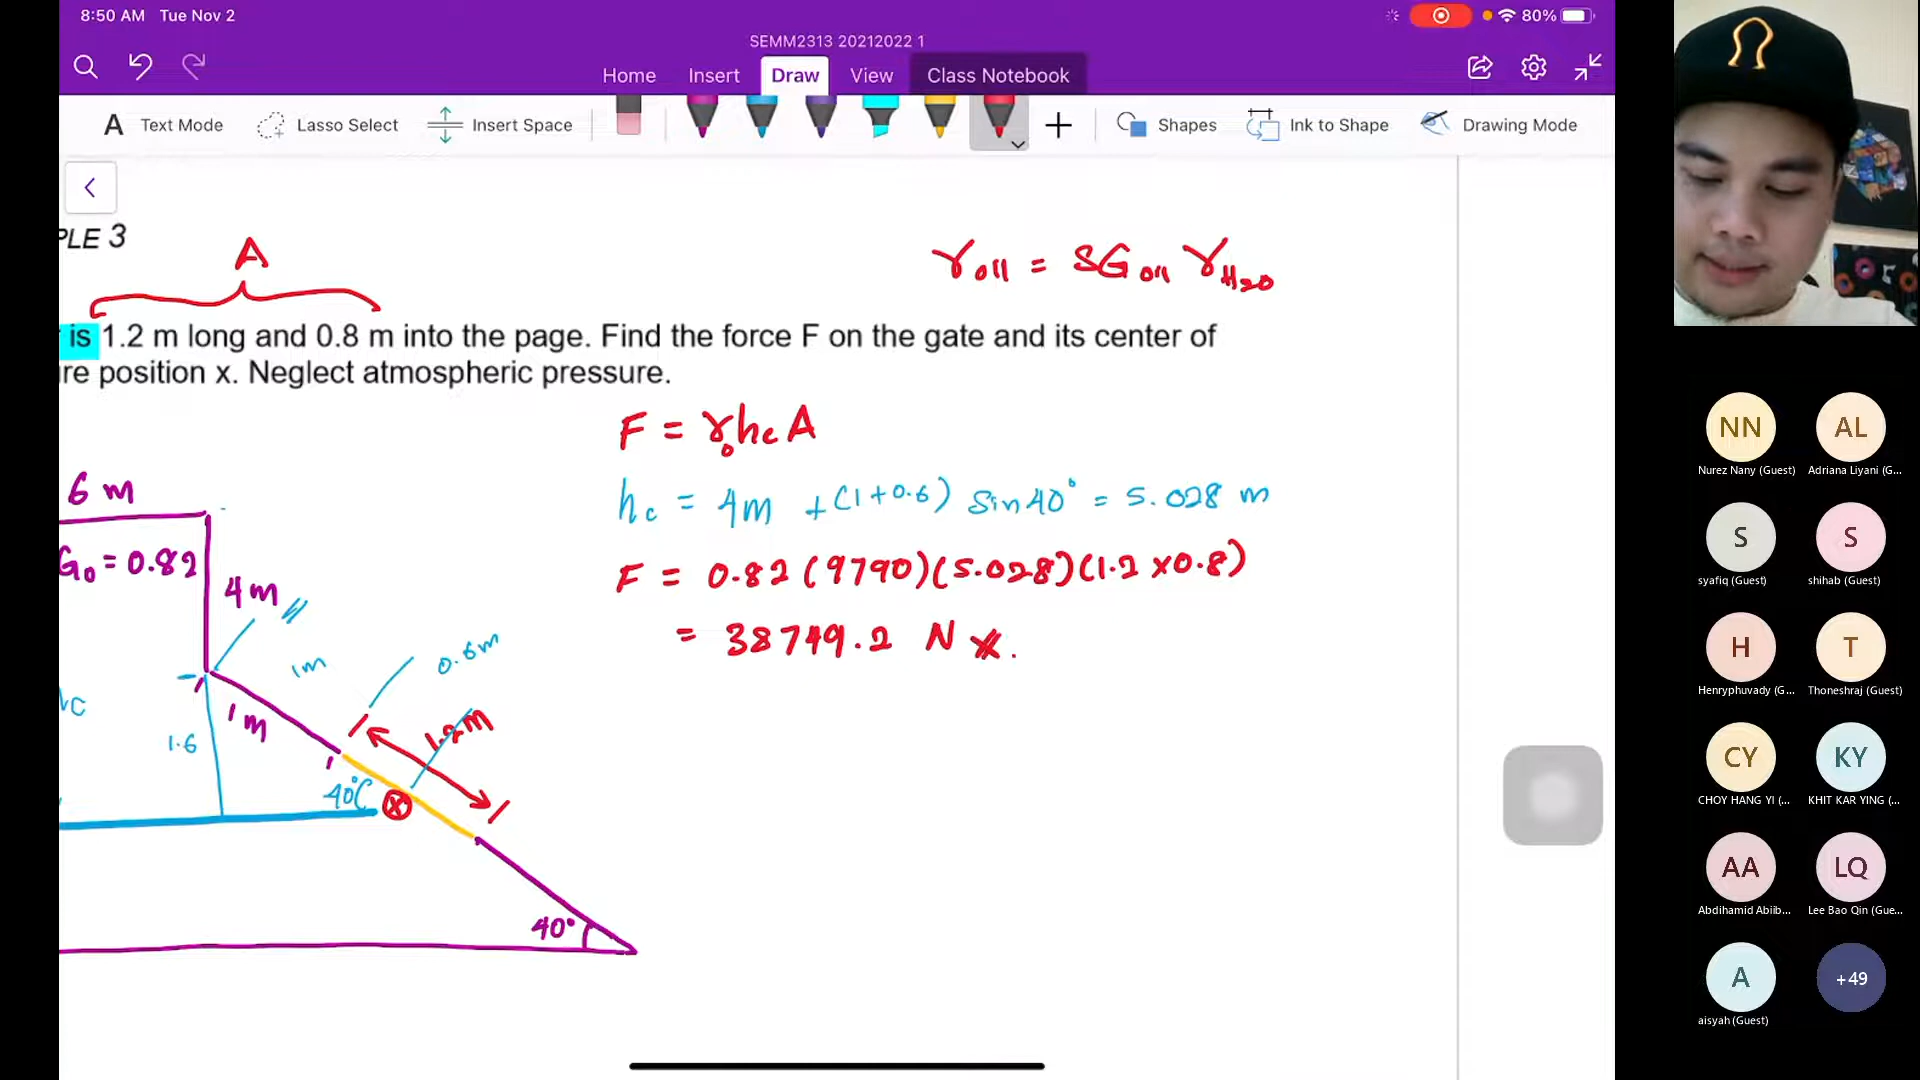 8:50 AM Tue Nov 2
80%
SEMM2313 20212022 1
Home Insert Draw View Class Notebook
A Text Mode Lasso Select Insert Space Shapes Ink to Shape Drawing Mode
PLE 3
A
γoil = SGoil γH2O
is 1.2 m long and 0.8 m into the page. Find the force F on the gate and its center of
ure position x. Neglect atmospheric pressure.
F = γo hc A
6 m
hc = 4m + (1+0.6) sin 40° = 5.028 m
Go = 0.82
F = 0.82 (9790)(5.028)(1.2 x0.8)
4m
= 38749.2 N
0.6m
1m
hc
1m
1.2m
1.6
40°C
x
40°
NN
AL
Nurez Nany (Guest) Adriana Liyani (G...
S
S
syafiq (Guest) shihab (Guest)
H
T
Henryphuvady (G... Thoneshraj (Guest)
CY
KY
CHOY HANG YI (... KHIT KAR YING (...
AA
LQ
Abdihamid Abiib... Lee Bao Qin (Gue...
A
+49
aisyah (Guest)